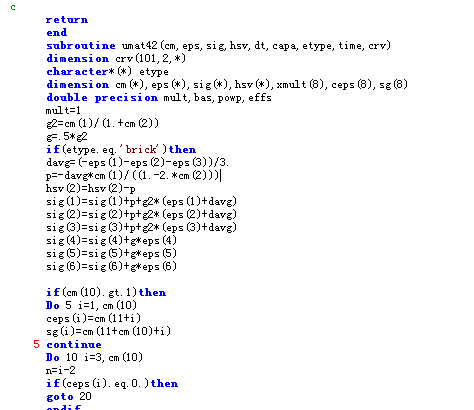 c
return
end
subroutine umat42(cm, eps, sig, hsv, dt, capa, etype, time, crv)
dimension crv(101,2,*)
character*(*) etype
dimension cm(*), eps(*), sig(*), hsv(*), xmult(8), ceps(8), sg(8)
double precision mult, bas, powp, effs
mult=1
g2=cm(1)/(1.+cm(2))
g=.5*g2
if(etype.eq.'brick')then
davg=(-eps(1)-eps(2)-eps(3))/3.
p=-davg*cm(1)/((1.-2.*cm(2)))
hsv(2)=hsv(2)-p
sig(1)=sig(1)+p+g2*(eps(1)+davg)
sig(2)=sig(2)+p+g2*(eps(2)+davg)
sig(3)=sig(3)+p+g2*(eps(3)+davg)
sig(4)=sig(4)+g*eps(4)
sig(5)=sig(5)+g*eps(5)
sig(6)=sig(6)+g*eps(6)
if(cm(10).gt.1)then
Do 5 i=1,cm(10)
ceps(i)=cm(11+i)
sg(i)=cm(11+cm(10)+i)
5 continue
Do 10 i=3,cm(10)
n=i-2
if(ceps(i).eq.0.)then
goto 20
endif